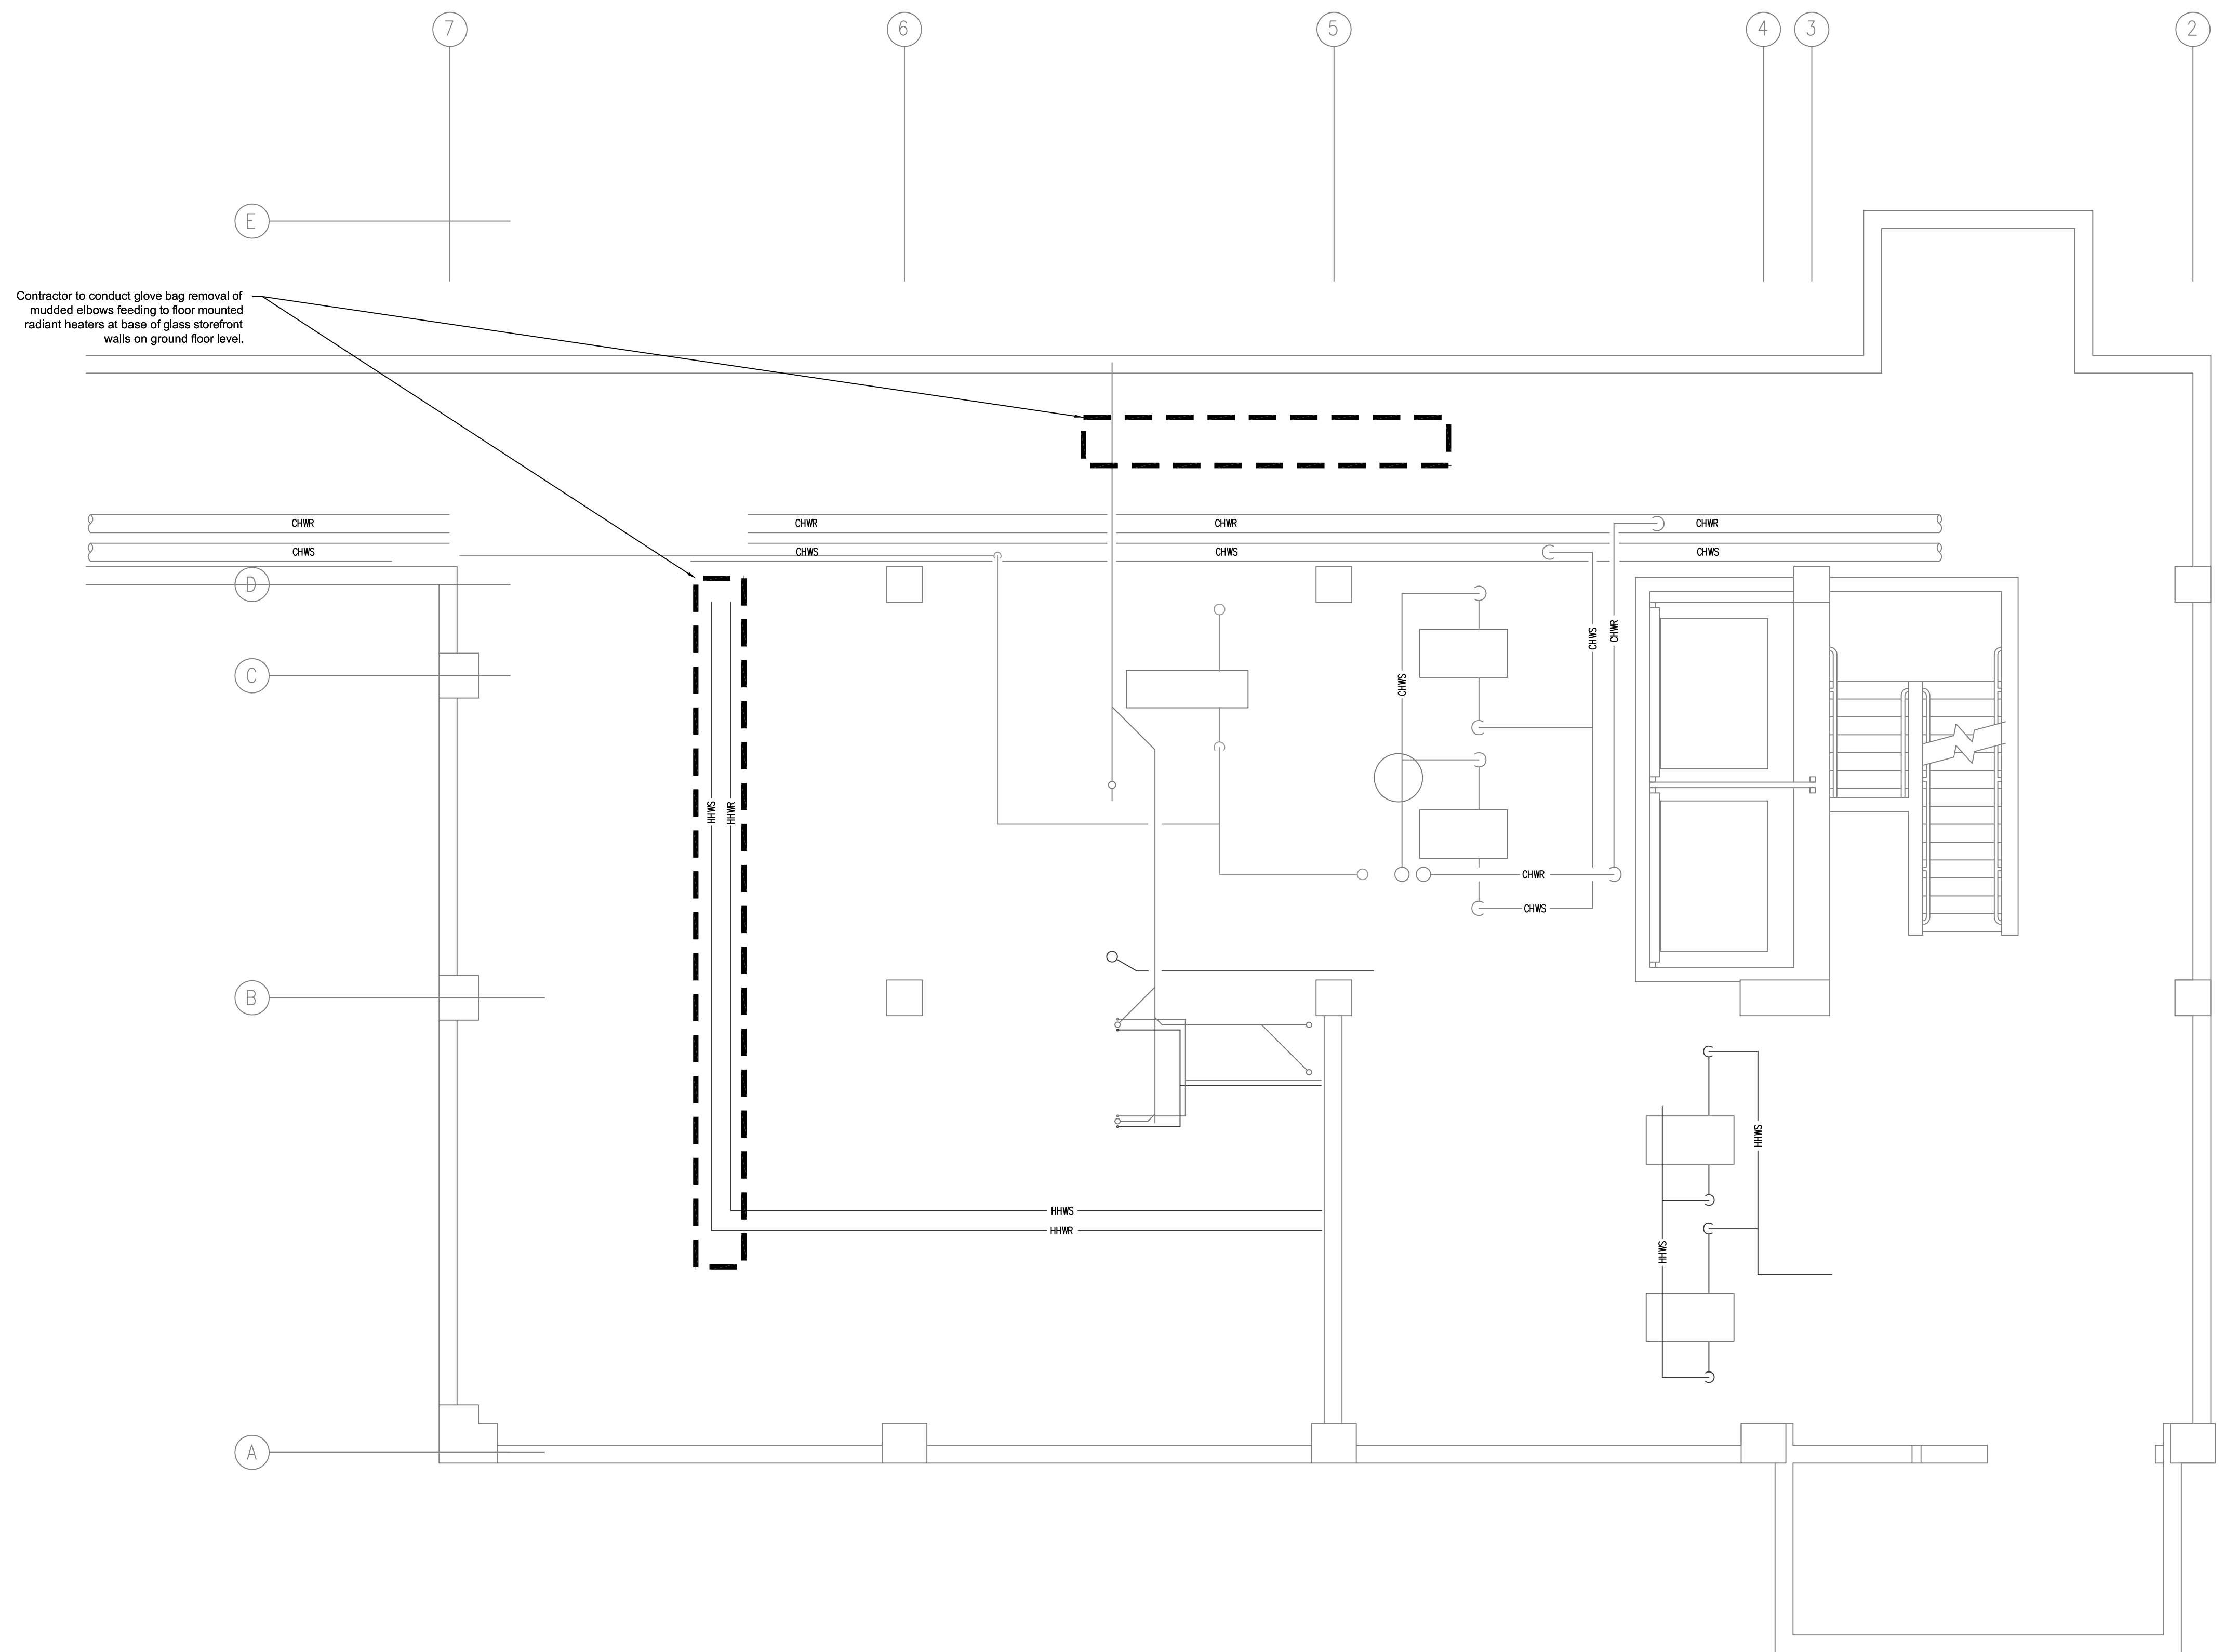 7
6
5
4
3
2
E
Contractor to conduct glove bag removal of
mudded elbows feeding to floor mounted
radiant heaters at base of glass storefront
walls on ground floor level.
CHWR
CHWR
CHWR
CHWR
CHWS
CHWS
CHWS
CHWS
D
CHWS
CHWR
C
CHWS
HHWS
HHWR
CHWR
CHWS
B
HHWS
HHWS
HHWR
HHWS
A